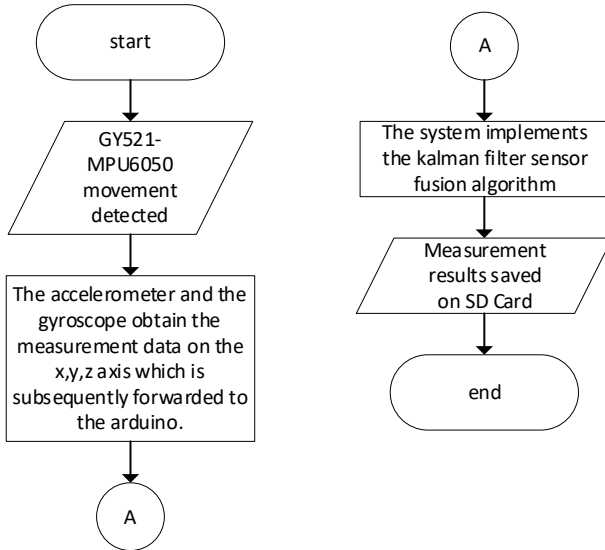 start
GY521-
MPU6050
movement
detected
The accelerometer and the
gyroscope obtain the
measurement data on the
x,y,z axis which is
subsequently forwarded to
the arduino.
A
A
The system implements
the kalman filter sensor
fusion algorithm
Measurement
results saved
on SD Card
end